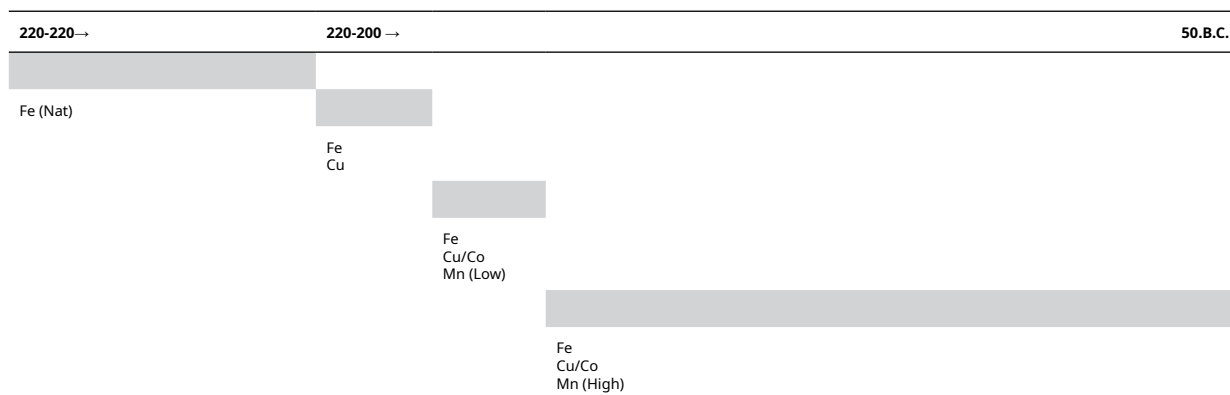 220-220→ 220-200 → 50.B.C.
Fe (Nat)
Fe
Cu
Fe
Cu/Co
Mn (Low)
Fe
Cu/Co
Mn (High)